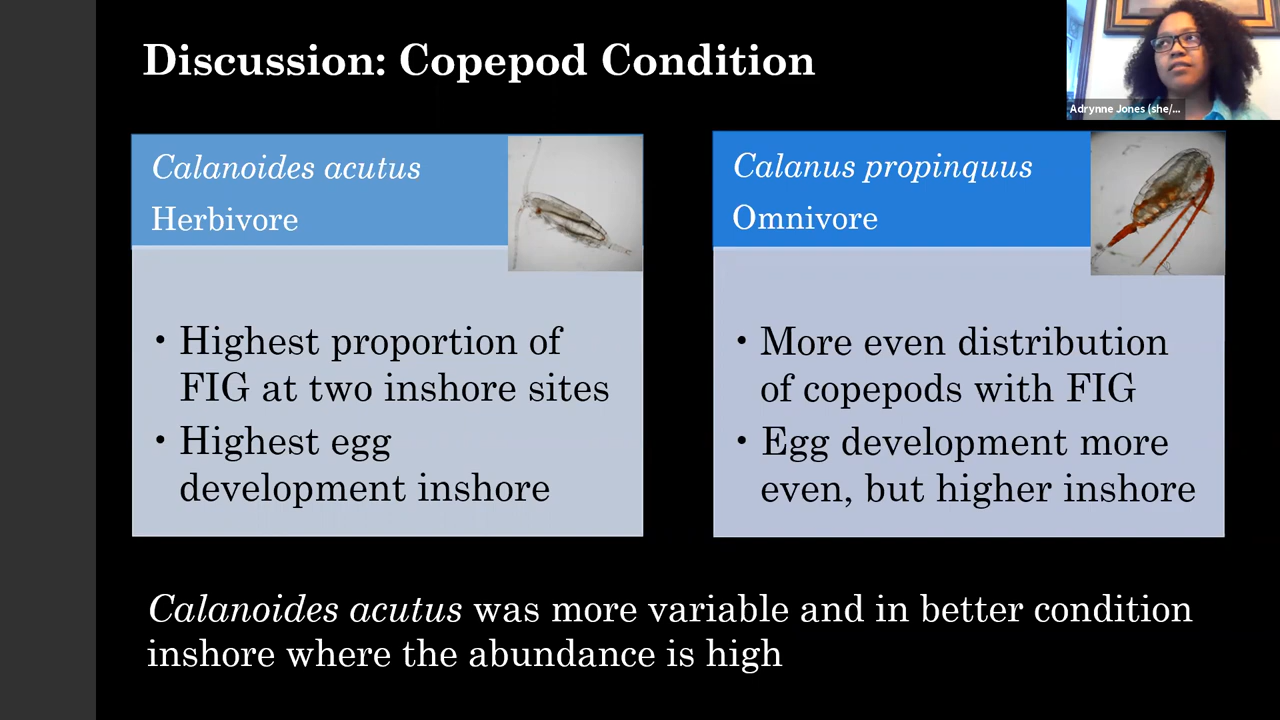 Discussion: Copepod Condition
Adrynne Jones (she/...
Calanoides acutus
Herbivore
• Highest proportion of
FIG at two inshore sites
• Highest egg
development inshore
Calanus propinquus
Omnivore
• More even distribution
of copepods with FIG
• Egg development more
even, but higher inshore
Calanoides acutus was more variable and in better condition
inshore where the abundance is high